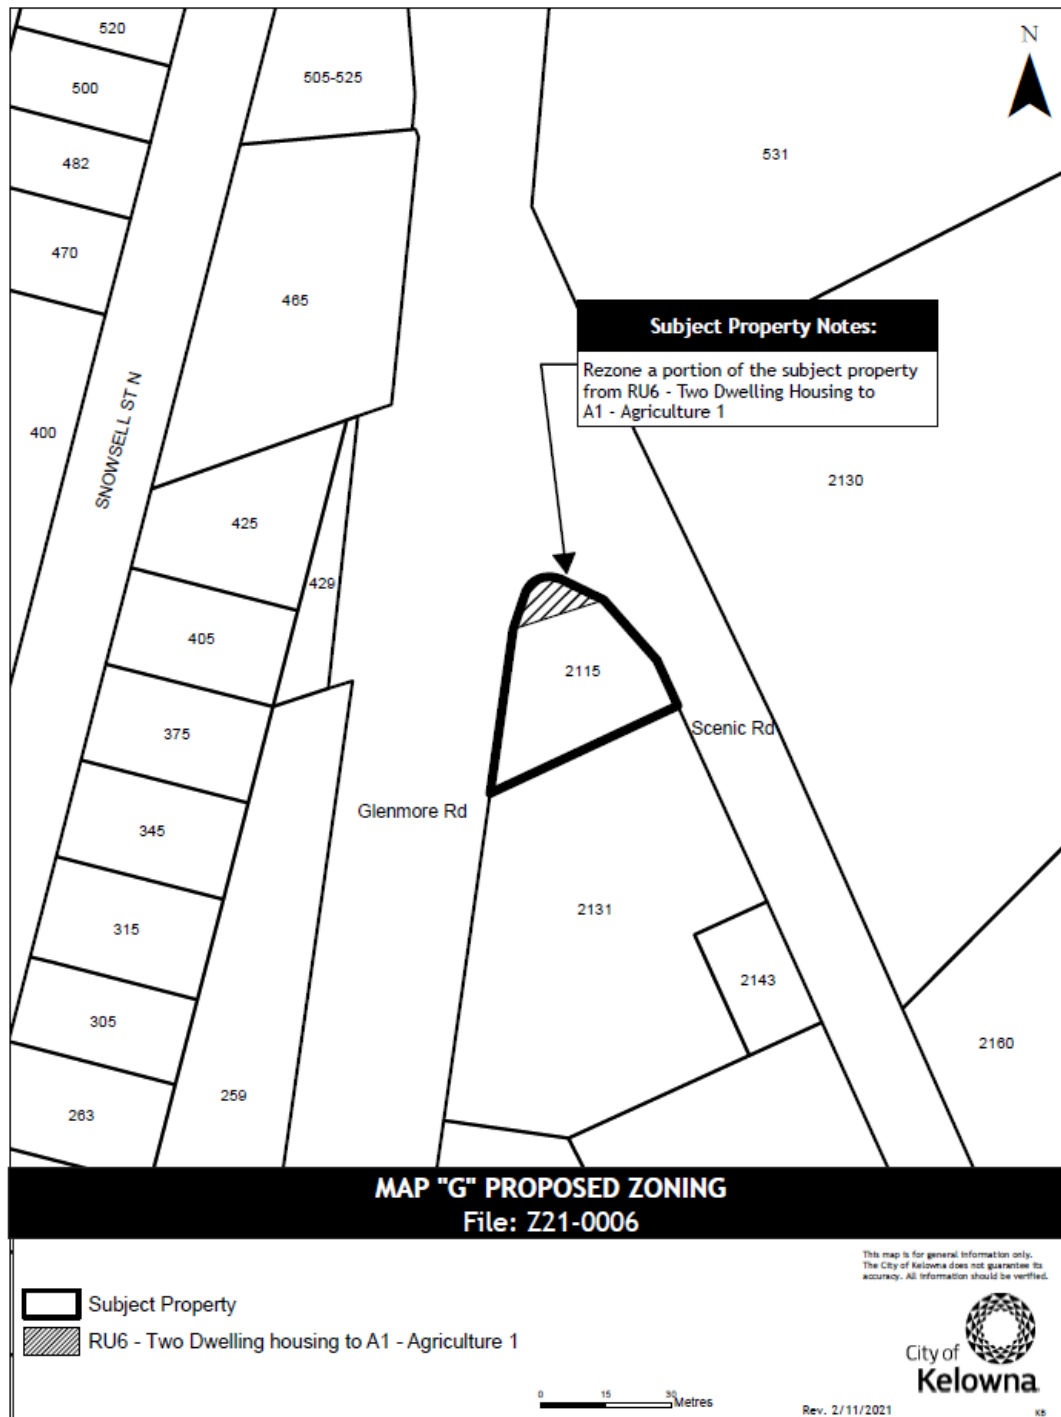 520
500
505-525
N
482
531
470
465
Subject Property Notes:
Rezone a portion of the subject property
from RU6 - Two Dwelling Housing to
A1 - Agriculture 1
400
SNOWSELL ST N
2130
425
429
405
2115
375
Scenic Rd
Glenmore Rd
345
2131
315
2143
305
2160
259
263
MAP "G" PROPOSED ZONING
File: Z21-0006
This map is for general information only.
The City of Kelowna does not guarantee its
accuracy. All information should be verified.
Subject Property
RU6 - Two Dwelling housing to A1 - Agriculture 1
City of
Kelowna
0 15 30
Metres
Rev. 2/11/2021
KB